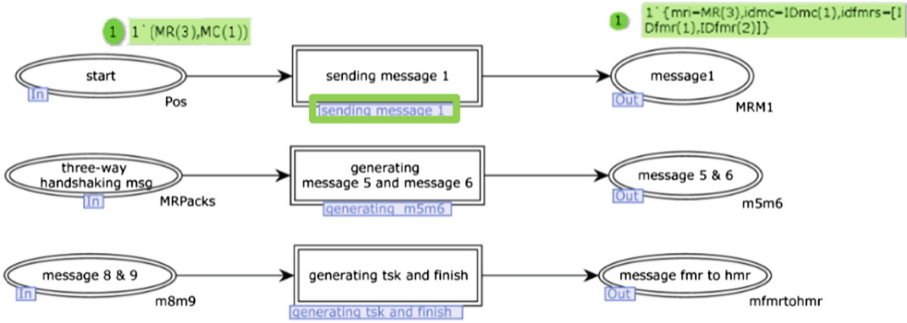 1 1`(MR(3),MC(1))
1 1`{mri=MR(3),idmc=IDmc(1),idfmrs=[I
Dfmr(1),IDfmr(2)]}
start
In
Pos
sending message 1
sending message 1
message1
Out
MRM1
three-way
handshaking msg
In
MRPacks
generating
message 5 and message 6
generating m5m6
message 5 & 6
Out
m5m6
message 8 & 9
In
m8m9
generating tsk and finish
generating tsk and finish
message fmr to hmr
Out
mfmrtohmr